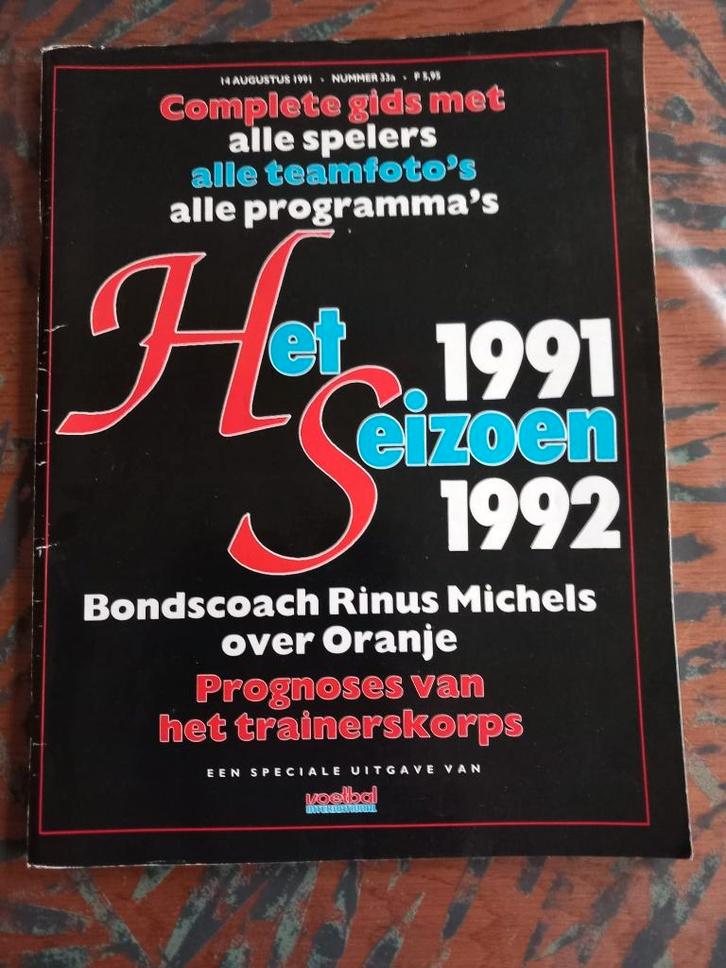 14 AUGUSTUS 1991 • NUMMER 33a • F 5,95
Complete gids met
alle spelers
alle teamfoto's
alle programma's
Het
1991
Seizoen
1992
Bondscoach Rinus Michels
over Oranje
Prognoses van
het trainerskorps
EEN SPECIALE UITGAVE VAN
voetbal
INTERNATIONAL